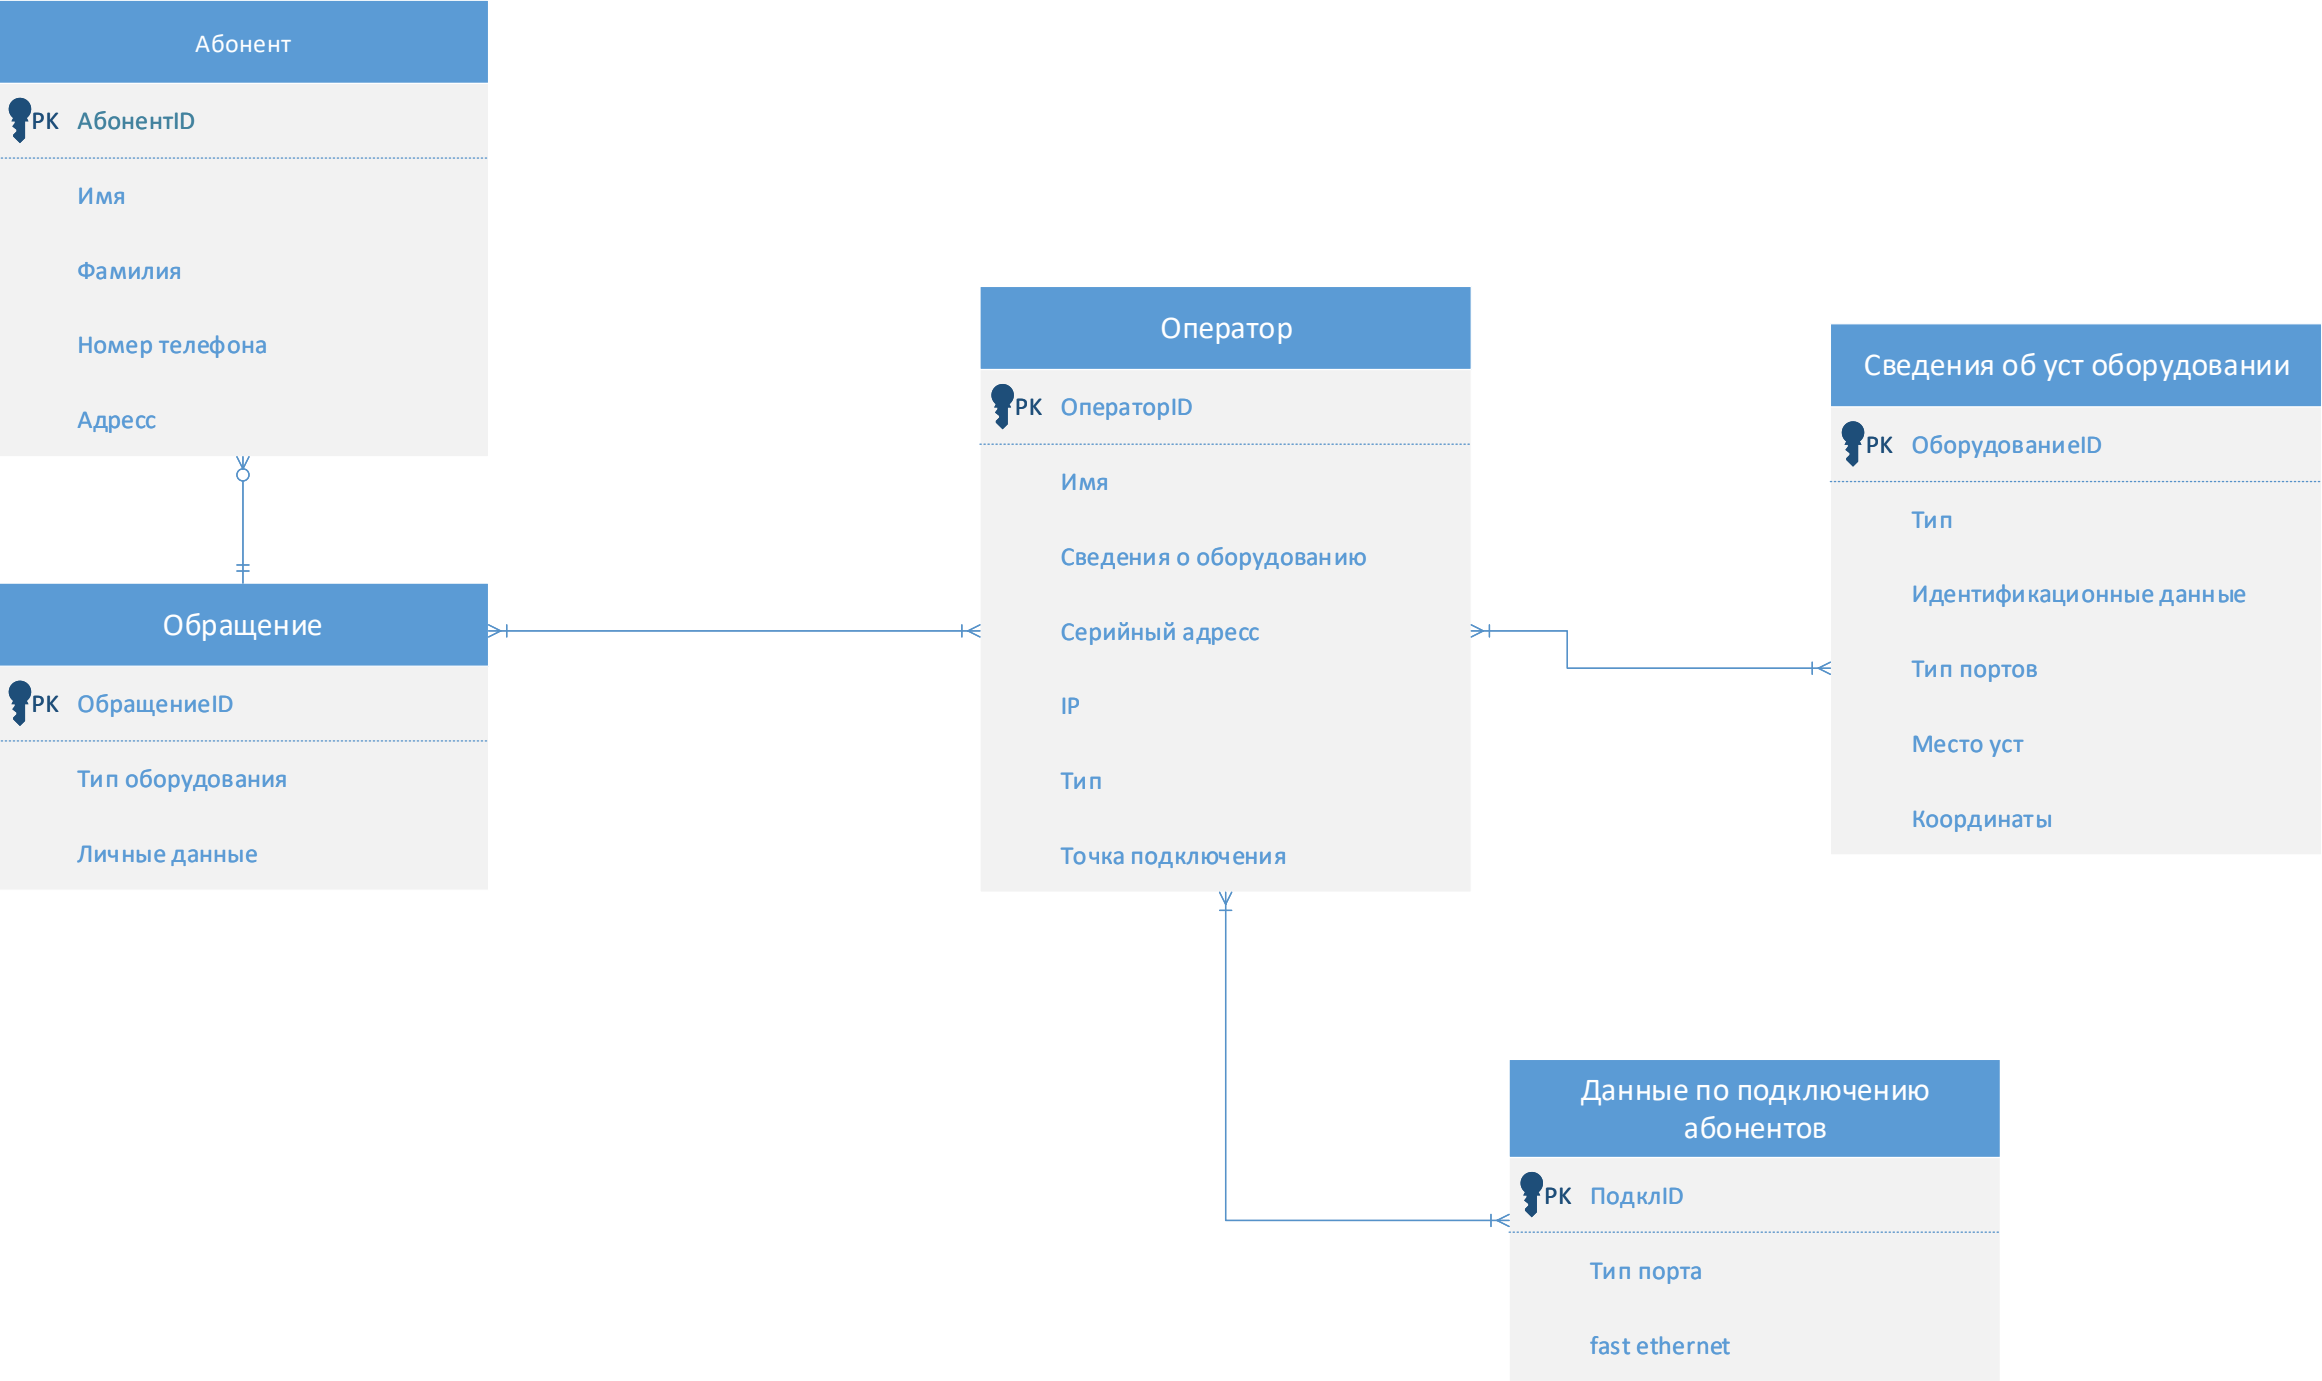 Абонент
PK АбонентID
Имя
Фамилия
Номер телефона
Адресс
Обращение
PK ОбращениеID
Тип оборудования
Личные данные
Оператор
PK ОператорID
Имя
Сведения о оборудованию
Серийный адресс
IP
Тип
Точка подключения
Сведения об уст оборудовании
PK ОборудованиеID
Тип
Идентификационные данные
Тип портов
Место уст
Координаты
Данные по подключению
абонентов
PK ПодклID
Тип порта
fast ethernet